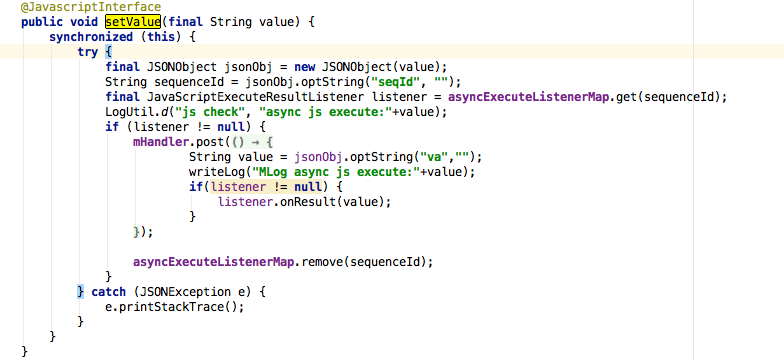 @JavascriptInterface
public void setValue(final String value) {
    synchronized (this) {
        try {
            final JSONObject jsonObj = new JSONObject(value);
            String sequenceId = jsonObj.optString("seqId", "");
            final JavaScriptExecuteResultListener listener = asyncExecuteListenerMap.get(sequenceId);
            LogUtil.d("js check", "async js execute:"+value);
            if (listener != null) {
                mHandler.post(() → {
                        String value = jsonObj.optString("va","");
                        writeLog("MLog async js execute:"+value);
                        if(listener != null) {
                            listener.onResult(value);
                        }
                });

                asyncExecuteListenerMap.remove(sequenceId);
            }
        } catch (JSONException e) {
            e.printStackTrace();
        }
    }
}